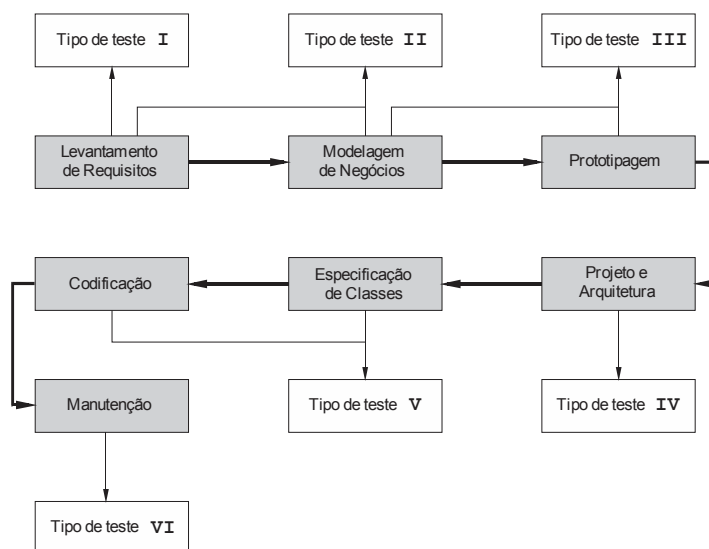 Tipo de teste I
Tipo de teste II
Tipo de teste III
Levantamento
de Requisitos
Modelagem
de Negócios
Prototipagem
Codificação
Especificação
de Classes
Projeto e
Arquitetura
Manutenção
Tipo de teste V
Tipo de teste IV
Tipo de teste VI